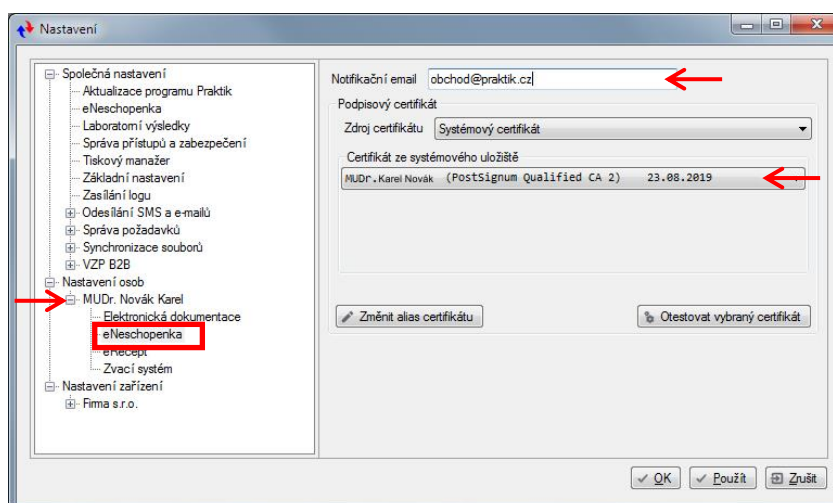 Nastavení
Společná nastavení
Aktualizace programu Praktik
eNeschopenka
Laboratorní výsledky
Správa přístupů a zabezpečení
Tiskový manažer
Základní nastavení
Zasílání logu
Odesílání SMS a e-mailů
Správa požadavků
Synchronizace souborů
VZP B2B
Nastavení osob
MUDr. Novák Karel
Elektronická dokumentace
eNeschopenka
eRecept
Zvací systém
Nastavení zařízení
Firma s.r.o.
Notifikační email obchod@praktik.cz
Podpisový certifikát
Zdroj certifikátu Systémový certifikát
Certifikát ze systémového uložiště
MUDr.Karel Novák (PostSignum Qualified CA 2) 23.08.2019
Změnit alias certifikátu Otestovat vybraný certifikát
OK Použít Zrušit